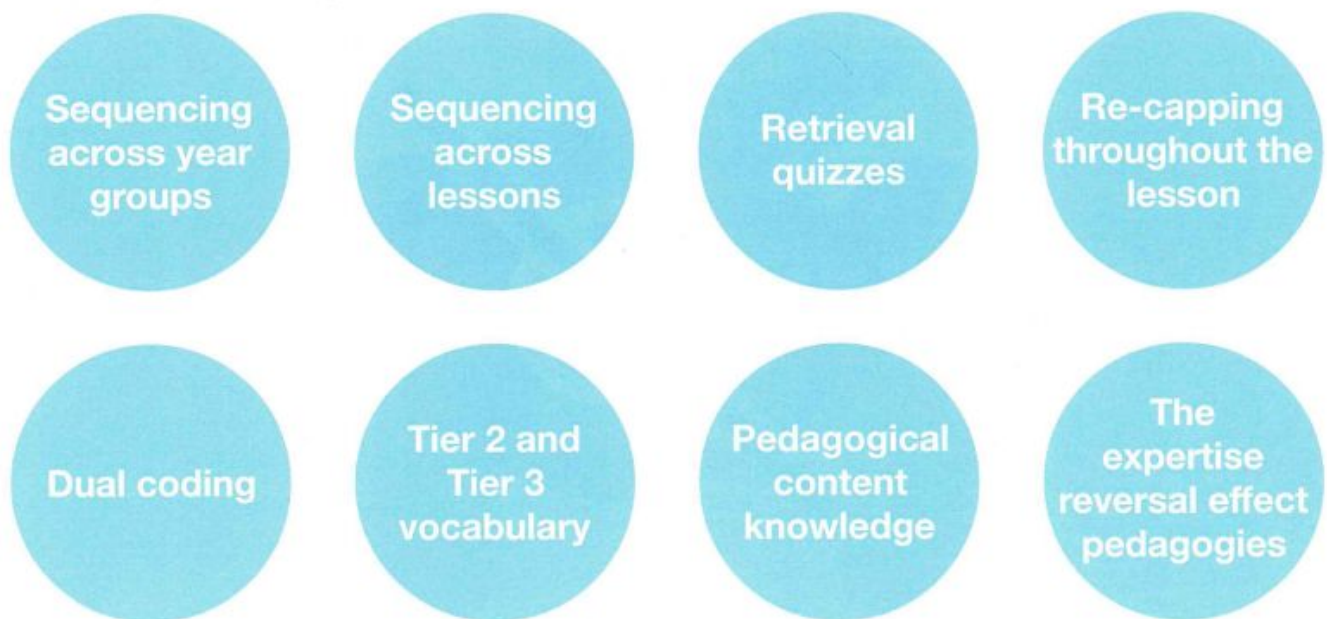 Sequencing
across year
groups
Sequencing
across
lessons
Retrieval
quizzes
Re-capping
throughout the
lesson
Dual coding
Tier 2 and
Tier 3
vocabulary
Pedagogical
content
knowledge
The
expertise
reversal effect
pedagogies